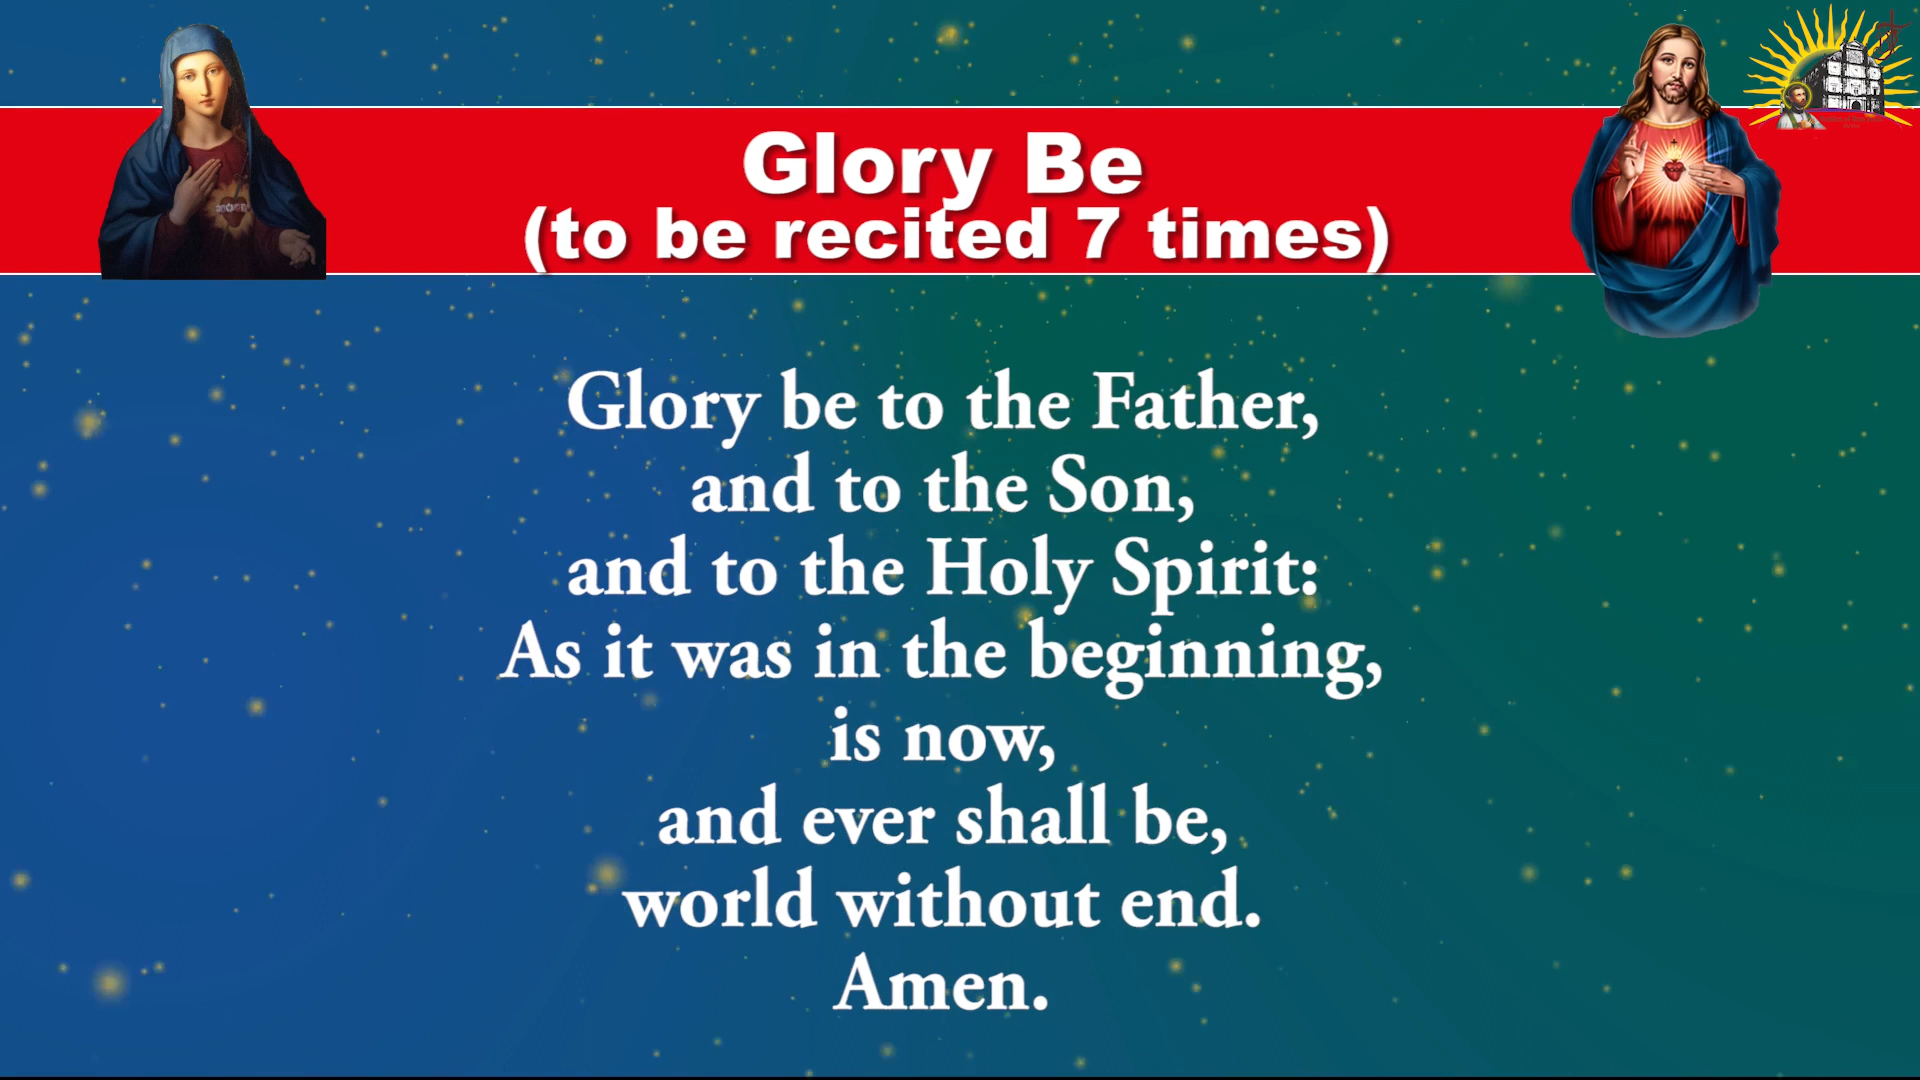 Glory Be
(to be recited 7 times)
Glory be to the Father,
and to the Son,
and to the Holy Spirit:
As it was in the beginning,
is now,
and ever shall be,
world without end.
Amen.